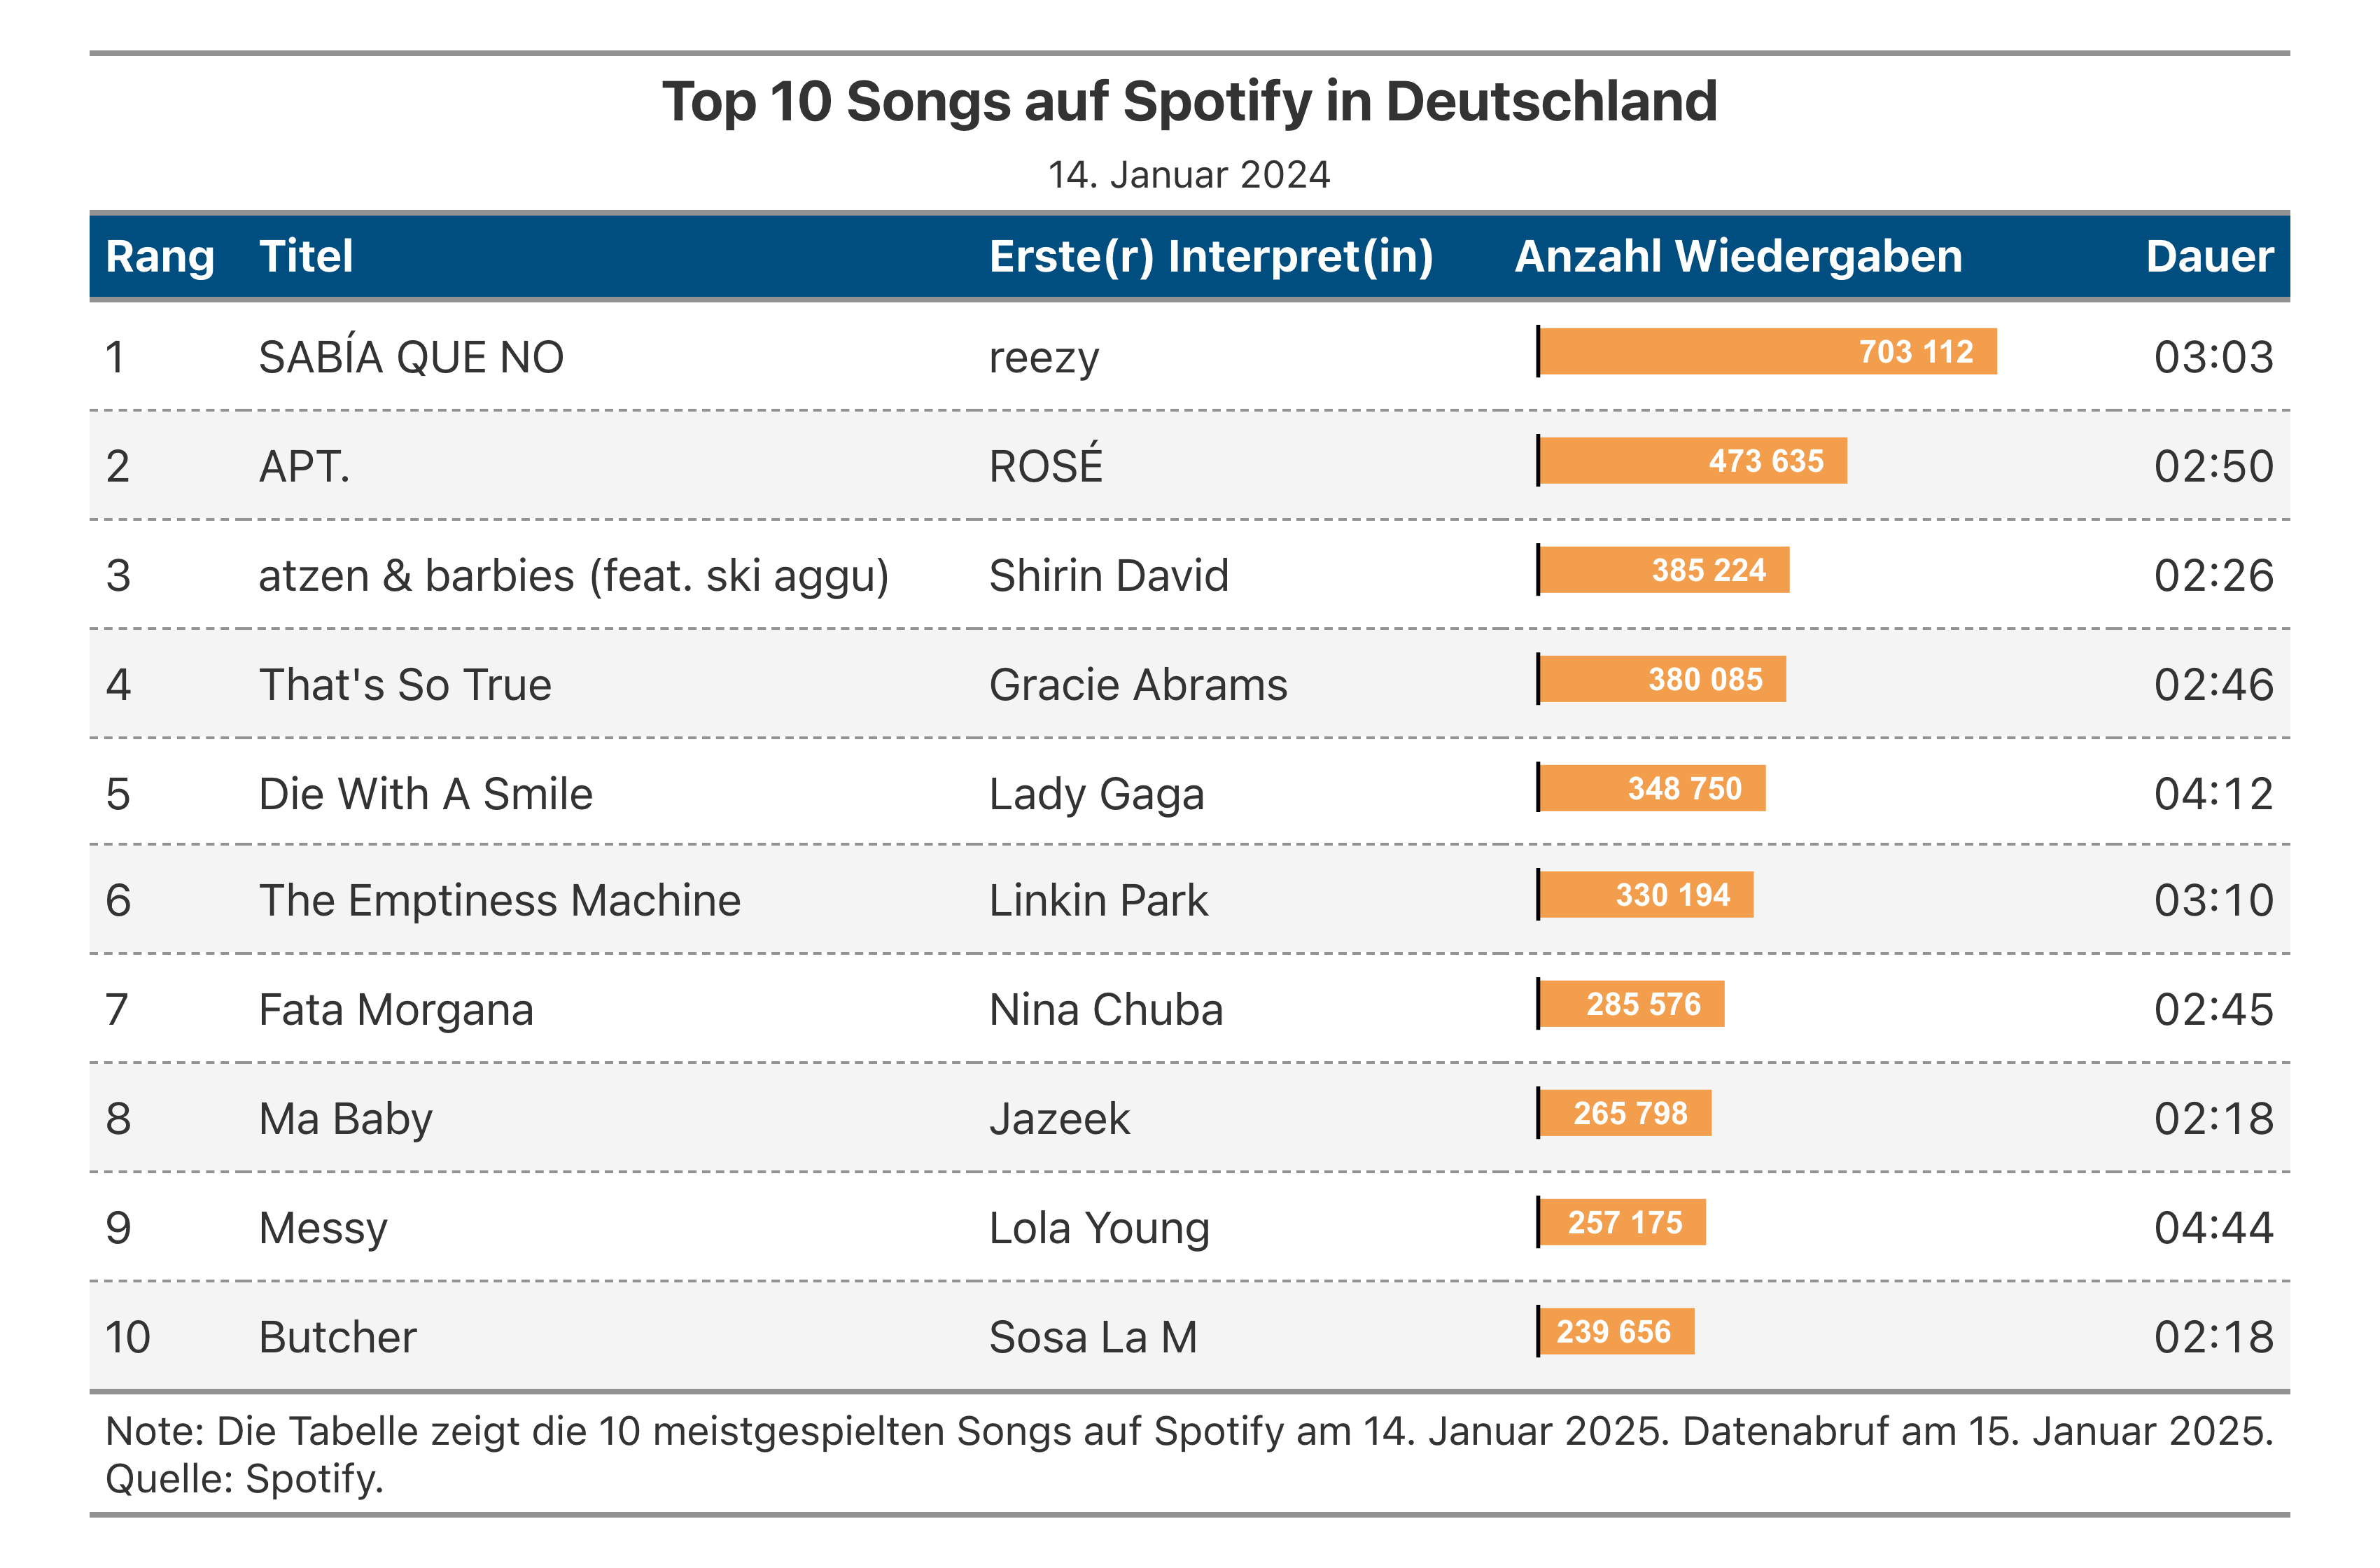 Top 10 Songs auf Spotify in Deutschland
14. Januar 2024
Rang Titel Erste(r) Interpret(in) Anzahl Wiedergaben Dauer
1 SABÍA QUE NO reezy 703 112 03:03
2 APT. ROSÉ 473 635 02:50
3 atzen & barbies (feat. ski aggu) Shirin David 385 224 02:26
4 That's So True Gracie Abrams 380 085 02:46
5 Die With A Smile Lady Gaga 348 750 04:12
6 The Emptiness Machine Linkin Park 330 194 03:10
7 Fata Morgana Nina Chuba 285 576 02:45
8 Ma Baby Jazeek 265 798 02:18
9 Messy Lola Young 257 175 04:44
10 Butcher Sosa La M 239 656 02:18
Note: Die Tabelle zeigt die 10 meistgespielten Songs auf Spotify am 14. Januar 2025. Datenabruf am 15. Januar 2025.
Quelle: Spotify.